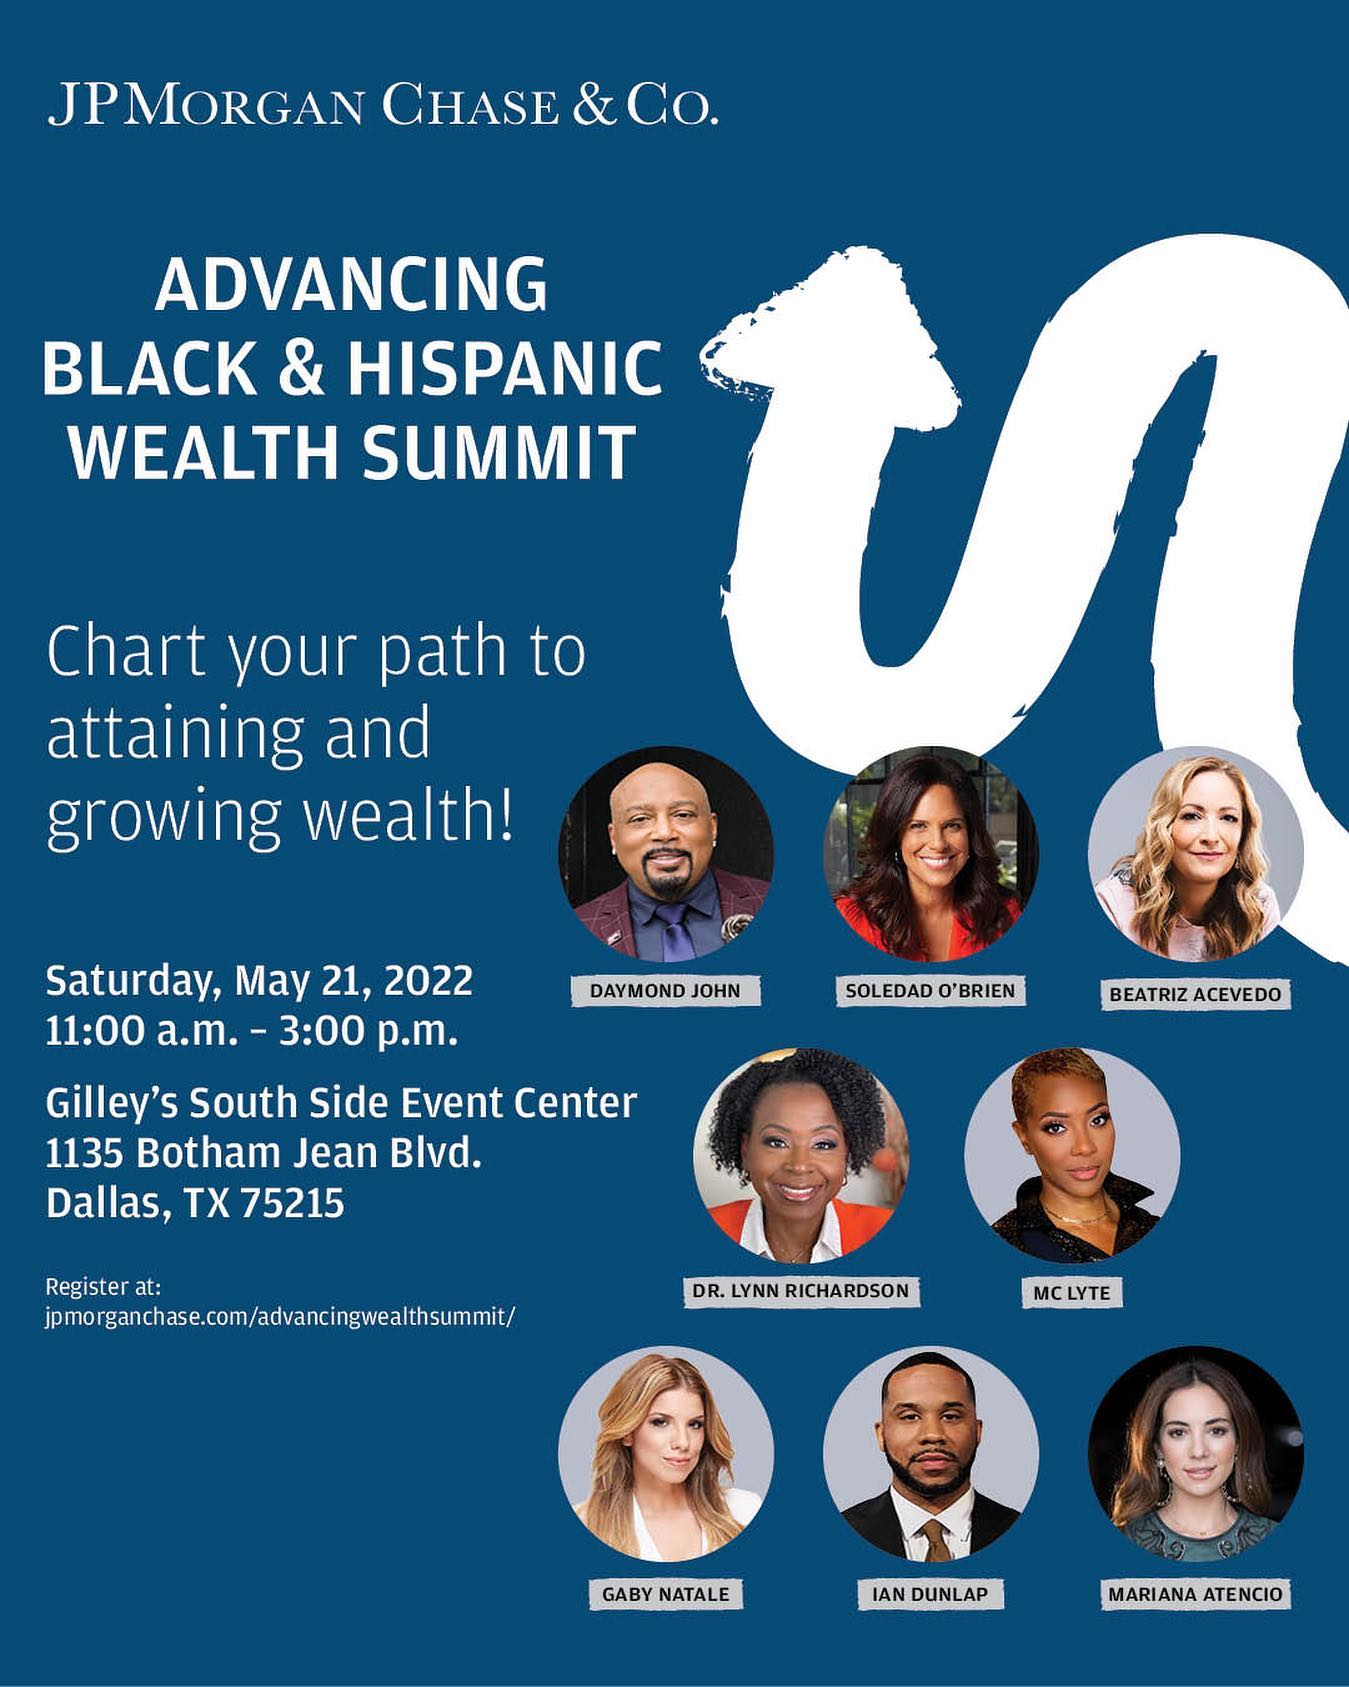 JPMORGAN CHASE & CO.
ADVANCING
BLACK & HISPANIC
WEALTH SUMMIT
Chart your path to
attaining and
growing wealth!
Saturday, May 21, 2022
11:00 a.m. – 3:00 p.m.
Gilley’s South Side Event Center
1135 Botham Jean Blvd.
Dallas, TX 75215
Register at:
jpmorganchase.com/advancingwealthsummit/
DAYMOND JOHN
SOLEDAD O’BRIEN
BEATRIZ ACEVEDO
DR. LYNN RICHARDSON
MC LYTE
GABY NATALE
IAN DUNLAP
MARIANA ATENCIO